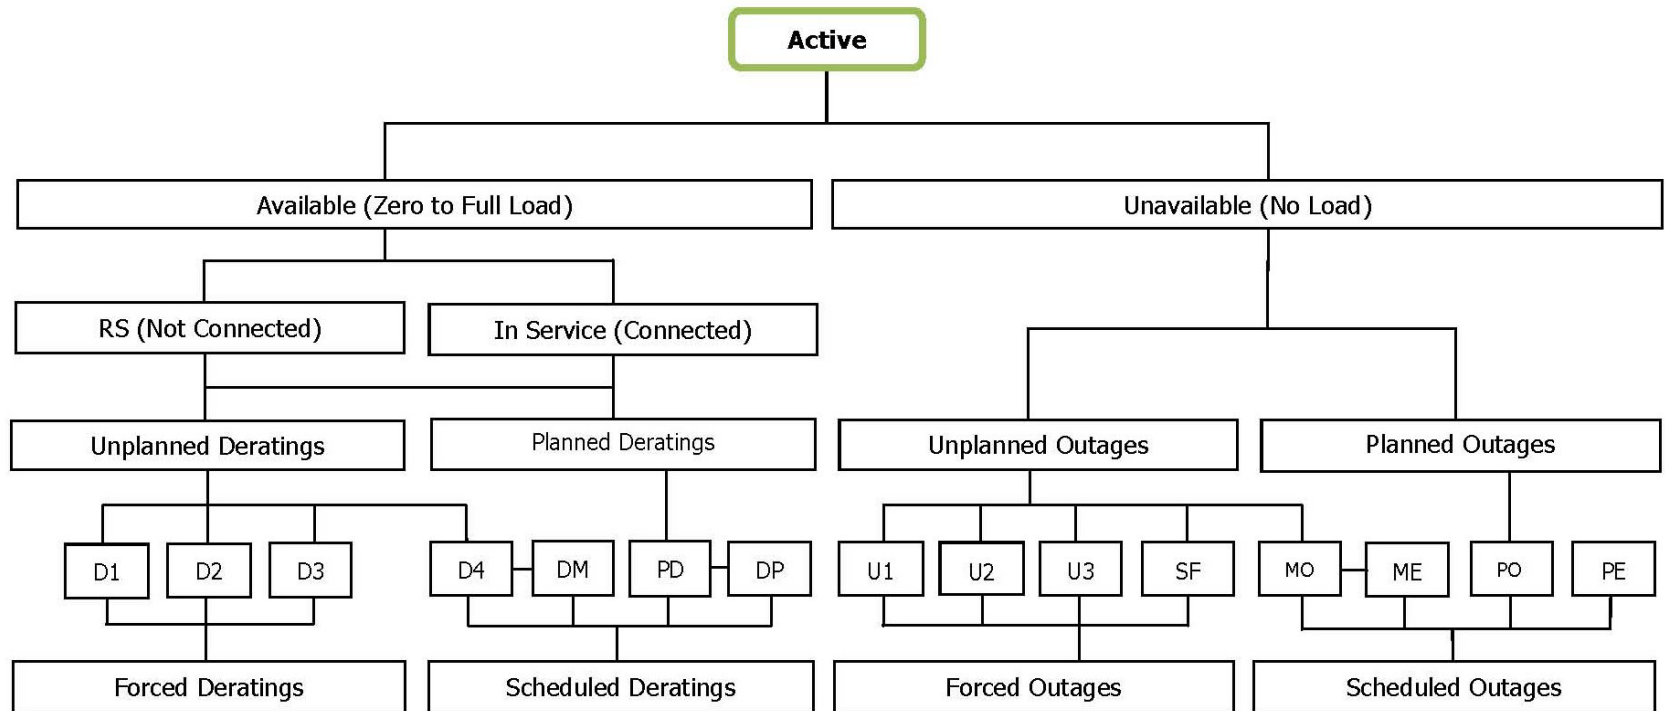 Active
Available (Zero to Full Load)
Unavailable (No Load)
RS (Not Connected)
In Service (Connected)
Unplanned Deratings
Planned Deratings
Unplanned Outages
Planned Outages
D1
D2
D3
D4
DM
PD
DP
U1
U2
U3
SF
MO
ME
PO
PE
Forced Deratings
Scheduled Deratings
Forced Outages
Scheduled Outages